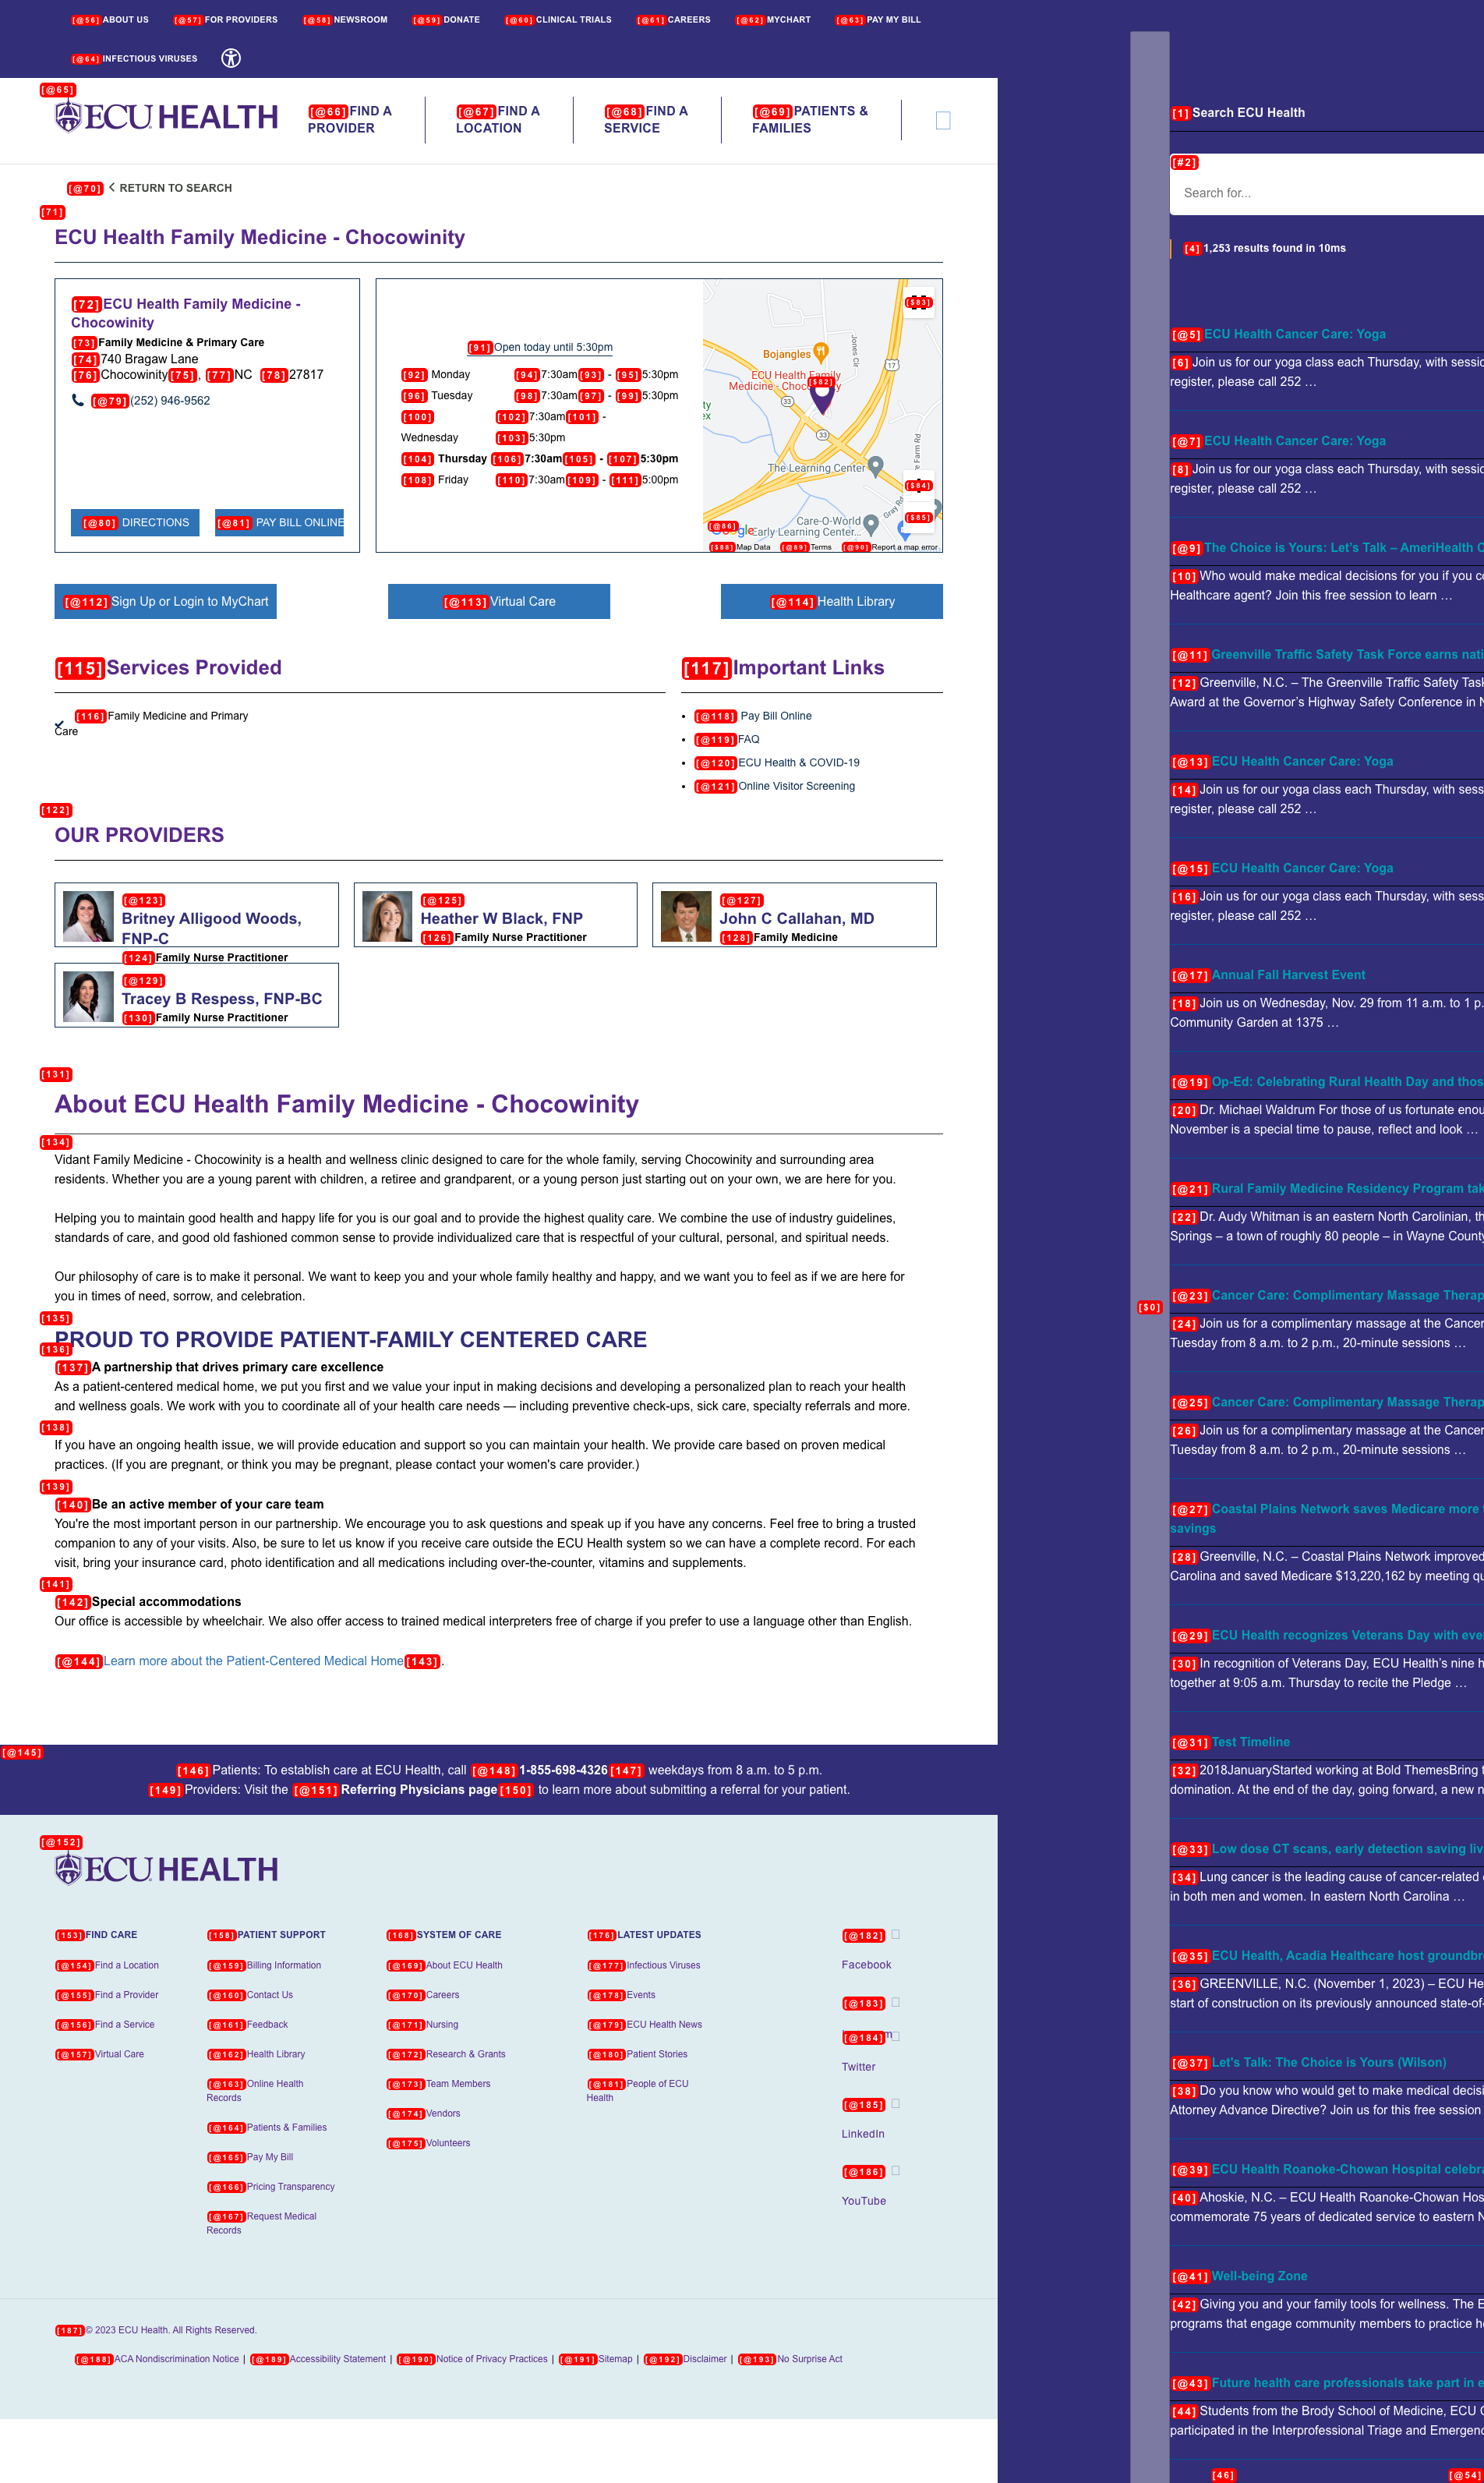 [@56] ABOUT US [@57] FOR PROVIDERS [@58] NEWSROOM [@59] DONATE [@60] CLINICAL TRIALS [@61] CAREERS [@62] MYCHART [@63] PAY MY BILL
[@64] INFECTIOUS VIRUSES
[@65]
ECU HEALTH
[@66] FIND A PROVIDER
[@67] FIND A LOCATION
[@68] FIND A SERVICE
[@69] PATIENTS & FAMILIES
[@70] RETURN TO SEARCH
[71]
ECU Health Family Medicine - Chocowinity
[72] ECU Health Family Medicine -
Chocowinity
[73] Family Medicine & Primary Care
[74] 740 Bragaw Lane
[76] Chocowinity [75] , [77] NC [78] 27817
[@79] (252) 946-9562
[@80] DIRECTIONS [@81] PAY BILL ONLINE
[91] Open today until 5:30pm
[92] Monday [94] 7:30am [93] - [95] 5:30pm
[96] Tuesday [98] 7:30am [97] - [99] 5:30pm
[100] [102] 7:30am [101] -
Wednesday [103] 5:30pm
[104] Thursday [106] 7:30am [105] - [107] 5:30pm
[108] Friday [110] 7:30am [109] - [111] 5:00pm
[$83]
Jones Cir
Bojangles
17
ECU Health Family
Medicine - Chocowinity
[$82]
33
33
The Learning Center
[$84]
[$85]
Gray Rd
Care-O-World
Early Learning Center...
[@86]
Google
[$88] Map Data [@89] Terms [@90] Report a map error
[@112] Sign Up or Login to MyChart
[@113] Virtual Care
[@114] Health Library
[115] Services Provided
[116] Family Medicine and Primary
Care
[117] Important Links
[@118] Pay Bill Online
[@119] FAQ
[@120] ECU Health & COVID-19
[@121] Online Visitor Screening
[122]
OUR PROVIDERS
[@123]
Britney Alligood Woods,
FNP-C
[124] Family Nurse Practitioner
[@125]
Heather W Black, FNP
[126] Family Nurse Practitioner
[@127]
John C Callahan, MD
[128] Family Medicine
[@129]
Tracey B Respess, FNP-BC
[130] Family Nurse Practitioner
[131]
About ECU Health Family Medicine - Chocowinity
[134]
Vidant Family Medicine - Chocowinity is a health and wellness clinic designed to care for the whole family, serving Chocowinity and surrounding area
residents. Whether you are a young parent with children, a retiree and grandparent, or a young person just starting out on your own, we are here for you.
Helping you to maintain good health and happy life for you is our goal and to provide the highest quality care. We combine the use of industry guidelines,
standards of care, and good old fashioned common sense to provide individualized care that is respectful of your cultural, personal, and spiritual needs.
Our philosophy of care is to make it personal. We want to keep you and your whole family healthy and happy, and we want you to feel as if we are here for
you in times of need, sorrow, and celebration.
[135]
PROUD TO PROVIDE PATIENT-FAMILY CENTERED CARE
[136]
[137] A partnership that drives primary care excellence
As a patient-centered medical home, we put you first and we value your input in making decisions and developing a personalized plan to reach your health
and wellness goals. We work with you to coordinate all of your health care needs — including preventive check-ups, sick care, specialty referrals and more.
[138]
If you have an ongoing health issue, we will provide education and support so you can maintain your health. We provide care based on proven medical
practices. (If you are pregnant, or think you may be pregnant, please contact your women's care provider.)
[139]
[140] Be an active member of your care team
You're the most important person in our partnership. We encourage you to ask questions and speak up if you have any concerns. Feel free to bring a trusted
companion to any of your visits. Also, be sure to let us know if you receive care outside the ECU Health system so we can have a complete record. For each
visit, bring your insurance card, photo identification and all medications including over-the-counter, vitamins and supplements.
[141]
[142] Special accommodations
Our office is accessible by wheelchair. We also offer access to trained medical interpreters free of charge if you prefer to use a language other than English.
[@144] Learn more about the Patient-Centered Medical Home [143] .
[@145]
[146] Patients: To establish care at ECU Health, call [@148] 1-855-698-4326 [147] weekdays from 8 a.m. to 5 p.m.
[149] Providers: Visit the [@151] Referring Physicians page [150] to learn more about submitting a referral for your patient.
[@152]
ECU HEALTH
[153] FIND CARE
[@154] Find a Location
[@155] Find a Provider
[@156] Find a Service
[@157] Virtual Care
[158] PATIENT SUPPORT
[@159] Billing Information
[@160] Contact Us
[@161] Feedback
[@162] Health Library
[@163] Online Health
Records
[@164] Patients & Families
[@165] Pay My Bill
[@166] Pricing Transparency
[@167] Request Medical
Records
[168] SYSTEM OF CARE
[@169] About ECU Health
[@170] Careers
[@171] Nursing
[@172] Research & Grants
[@173] Team Members
[@174] Vendors
[@175] Volunteers
[176] LATEST UPDATES
[@177] Infectious Viruses
[@178] Events
[@179] ECU Health News
[@180] Patient Stories
[@181] People of ECU
Health
[@182]
Facebook
[@183]
[@184]
Twitter
[@185]
LinkedIn
[@186]
YouTube
[187] © 2023 ECU Health. All Rights Reserved.
[@188] ACA Nondiscrimination Notice | [@189] Accessibility Statement | [@190] Notice of Privacy Practices | [@191] Sitemap | [@192] Disclaimer | [@193] No Surprise Act
[$0]
[1] Search ECU Health
[#2]
Search for...
[4] 1,253 results found in 10ms
[@5] ECU Health Cancer Care: Yoga
[6] Join us for our yoga class each Thursday, with sessio
register, please call 252 …
[@7] ECU Health Cancer Care: Yoga
[8] Join us for our yoga class each Thursday, with sessio
register, please call 252 …
[@9] The Choice is Yours: Let's Talk – AmeriHealth C
[10] Who would make medical decisions for you if you co
Healthcare agent? Join this free session to learn …
[@11] Greenville Traffic Safety Task Force earns nati
[12] Greenville, N.C. – The Greenville Traffic Safety Task
Award at the Governor's Highway Safety Conference in N
[@13] ECU Health Cancer Care: Yoga
[14] Join us for our yoga class each Thursday, with sess
register, please call 252 …
[@15] ECU Health Cancer Care: Yoga
[16] Join us for our yoga class each Thursday, with sess
register, please call 252 …
[@17] Annual Fall Harvest Event
[18] Join us on Wednesday, Nov. 29 from 11 a.m. to 1 p.
Community Garden at 1375 …
[@19] Op-Ed: Celebrating Rural Health Day and thos
[20] Dr. Michael Waldrum For those of us fortunate enou
November is a special time to pause, reflect and look …
[@21] Rural Family Medicine Residency Program tak
[22] Dr. Audy Whitman is an eastern North Carolinian, th
Springs – a town of roughly 80 people – in Wayne County
[@23] Cancer Care: Complimentary Massage Therap
[24] Join us for a complimentary massage at the Cancer
Tuesday from 8 a.m. to 2 p.m., 20-minute sessions …
[@25] Cancer Care: Complimentary Massage Therap
[26] Join us for a complimentary massage at the Cancer
Tuesday from 8 a.m. to 2 p.m., 20-minute sessions …
[@27] Coastal Plains Network saves Medicare more
savings
[28] Greenville, N.C. – Coastal Plains Network improved
Carolina and saved Medicare $13,220,162 by meeting qu
[@29] ECU Health recognizes Veterans Day with eve
[30] In recognition of Veterans Day, ECU Health's nine h
together at 9:05 a.m. Thursday to recite the Pledge …
[@31] Test Timeline
[32] 2018JanuaryStarted working at Bold ThemesBring t
domination. At the end of the day, going forward, a new n
[@33] Low dose CT scans, early detection saving liv
[34] Lung cancer is the leading cause of cancer-related
in both men and women. In eastern North Carolina …
[@35] ECU Health, Acadia Healthcare host groundbr
[36] GREENVILLE, N.C. (November 1, 2023) – ECU He
start of construction on its previously announced state-of-
[@37] Let's Talk: The Choice is Yours (Wilson)
[38] Do you know who would get to make medical decisi
Attorney Advance Directive? Join us for this free session
[@39] ECU Health Roanoke-Chowan Hospital celebra
[40] Ahoskie, N.C. – ECU Health Roanoke-Chowan Hos
commemorate 75 years of dedicated service to eastern N
[@41] Well-being Zone
[42] Giving you and your family tools for wellness. The E
programs that engage community members to practice h
[@43] Future health care professionals take part in e
[44] Students from the Brody School of Medicine, ECU C
participated in the Interprofessional Triage and Emergenc
[46] [@54]